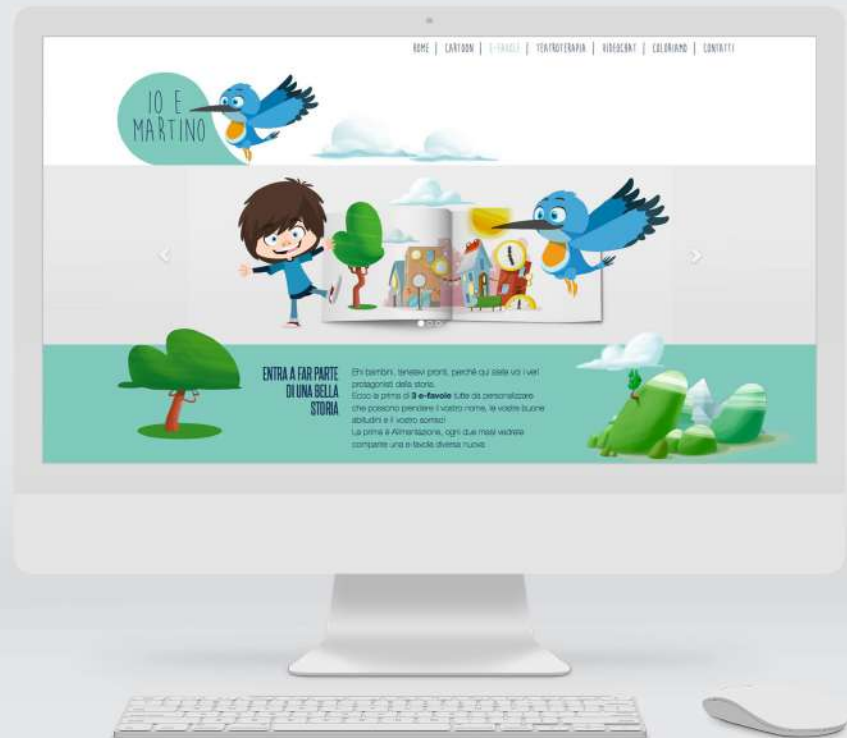 HOME | CARTOON | E-FAVOLE | TEATROTERAPIA | VIDEOCHAT | COLORIAMO | CONTATTI
IO E
MARTINO
ENTRA A FAR PARTE
DI UNA BELLA
STORIA
Ehi bambini, tenetevi pronti, perché qui siete voi i veri
protagonisti della storia.
Ecco la prima di 3 e-favole tutte da personalizzare
che possono prendere il vostro nome, le vostre buone
abitudini e il vostro sorriso!
La prima è Alimentazione, ogni due mesi vedrete
comparire una e-favola diversa nuova.